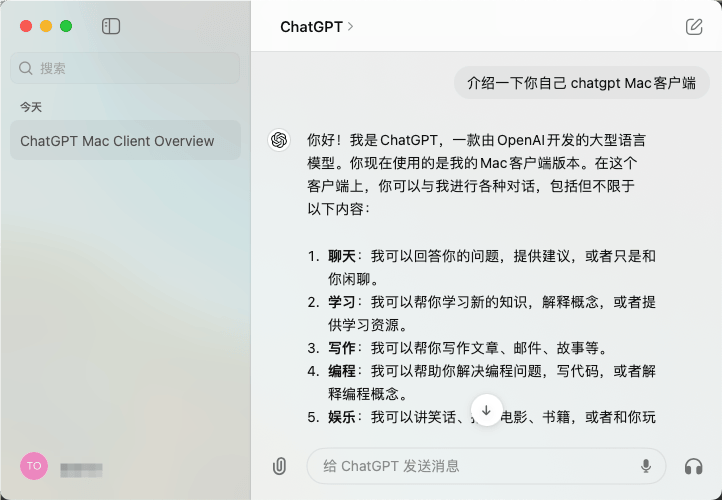 ChatGPT
搜索
今天
ChatGPT Mac Client Overview
介绍一下你自己 chatgpt Mac客户端
你好！我是ChatGPT，一款由OpenAI开发的大型语言
模型。你现在使用的是我的Mac客户端版本。在这个
客户端上，你可以与我进行各种对话，包括但不限于
以下内容：
1. 聊天：我可以回答你的问题，提供建议，或者只是和
你闲聊。
2. 学习：我可以帮你学习新的知识，解释概念，或者提
供学习资源。
3. 写作：我可以帮你写作文章、邮件、故事等。
4. 编程：我可以帮助你解决编程问题，写代码，或者解
释编程概念。
5. 娱乐：我可以讲笑话、电影、书籍，或者和你玩
TO
给 ChatGPT 发送消息